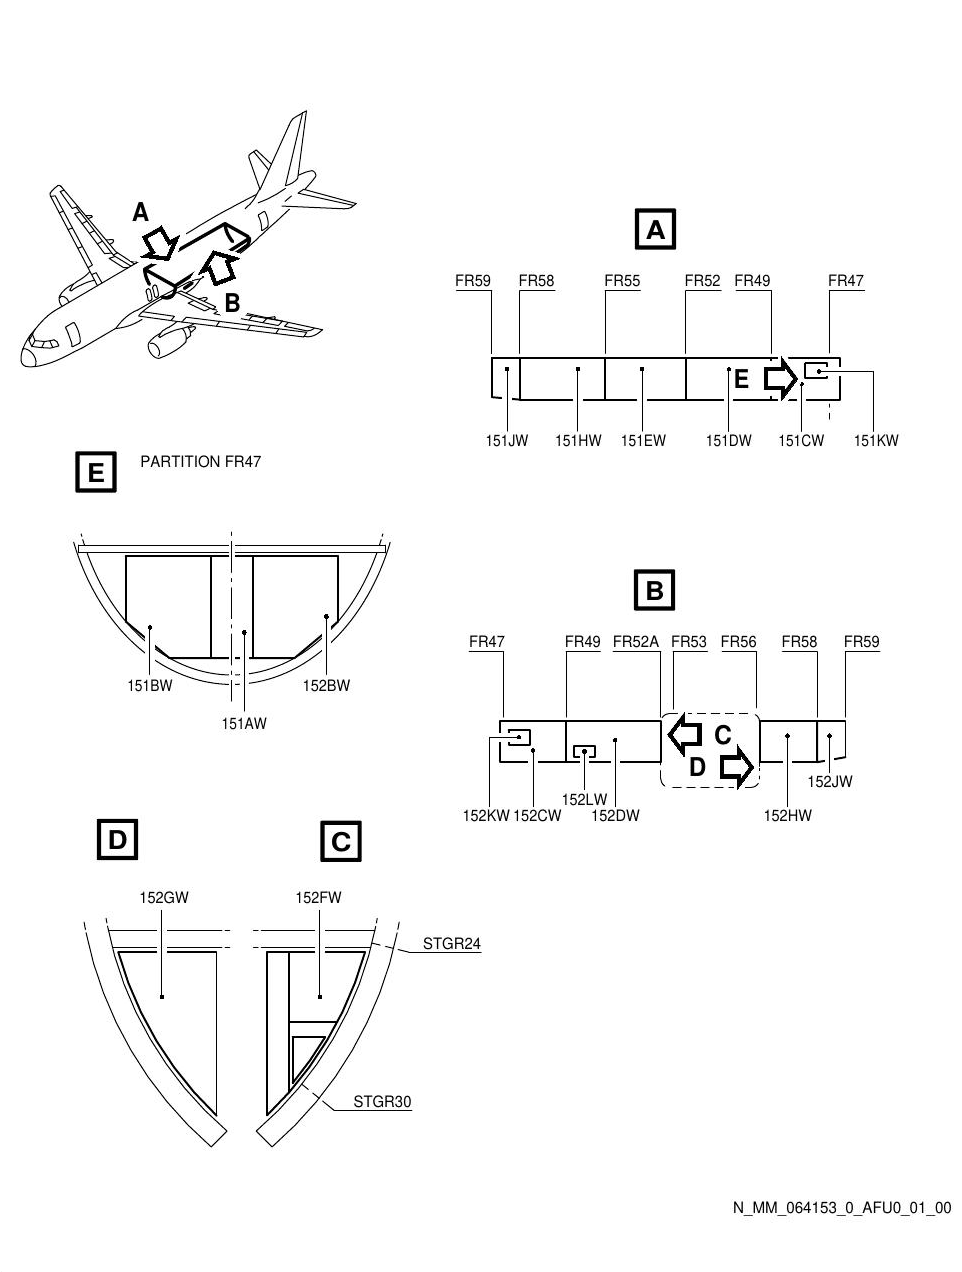 A
B
A
FR59 FR58 FR55 FR52 FR49 FR47
E
151JW 151HW 151EW 151DW 151CW 151KW
E PARTITION FR47
151BW 152BW
151AW
B
FR47 FR49 FR52A FR53 FR56 FR58 FR59
C
D
152JW
152LW
152KW 152CW 152DW 152HW
D C
152GW 152FW
STGR24
STGR30
N_MM_064153_0_AFU0_01_00